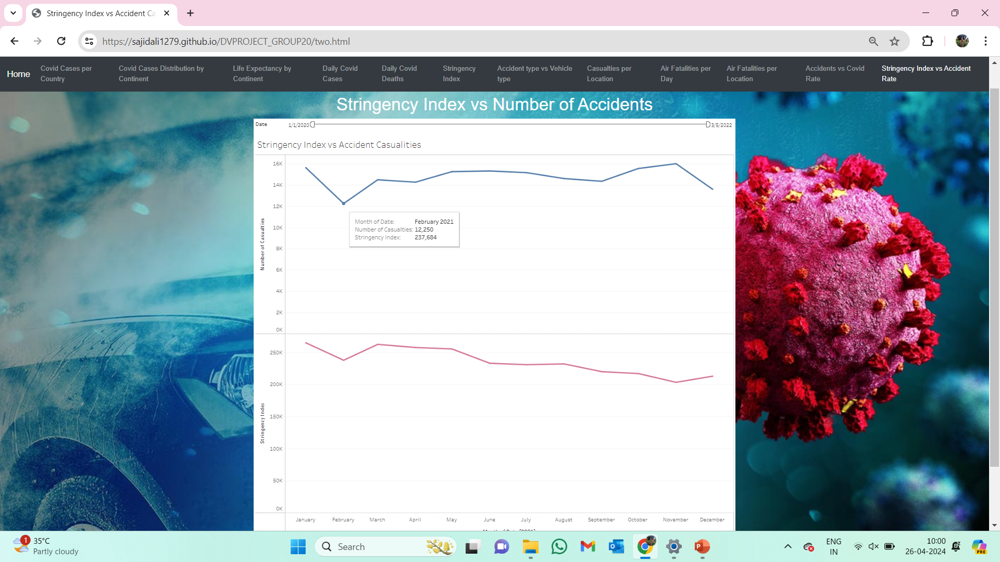 Stringency Index vs Accident Ca
https://sajidali1279.github.io/DVPROJECT_GROUP20/two.html
Home
Covid Cases per
Country
Covid Cases Distribution by
Continent
Life Expectancy by
Continent
Daily Covid
Cases
Daily Covid
Deaths
Stringency
Index
Accident type vs Vehicle
type
Casualties per
Location
Air Fatalities per
Day
Air Fatalities per
Location
Accidents vs Covid
Rate
Stringency Index vs Accident
Rate
Stringency Index vs Number of Accidents
Date
1/1/2020
3/5/2022
Stringency Index vs Accident Casualities
Number of Casualties
16K
14K
12K
10K
8K
6K
4K
2K
0K
Month of Date: February 2021
Number of Casualties: 12,250
Stringency Index: 237,684
Stringency Index
250K
200K
150K
100K
50K
0K
January February March April May June July August September October November December
Month of Date [2021]
1
35°C
Partly cloudy
Search
ENG
IN
10:00
26-04-2024
PRE